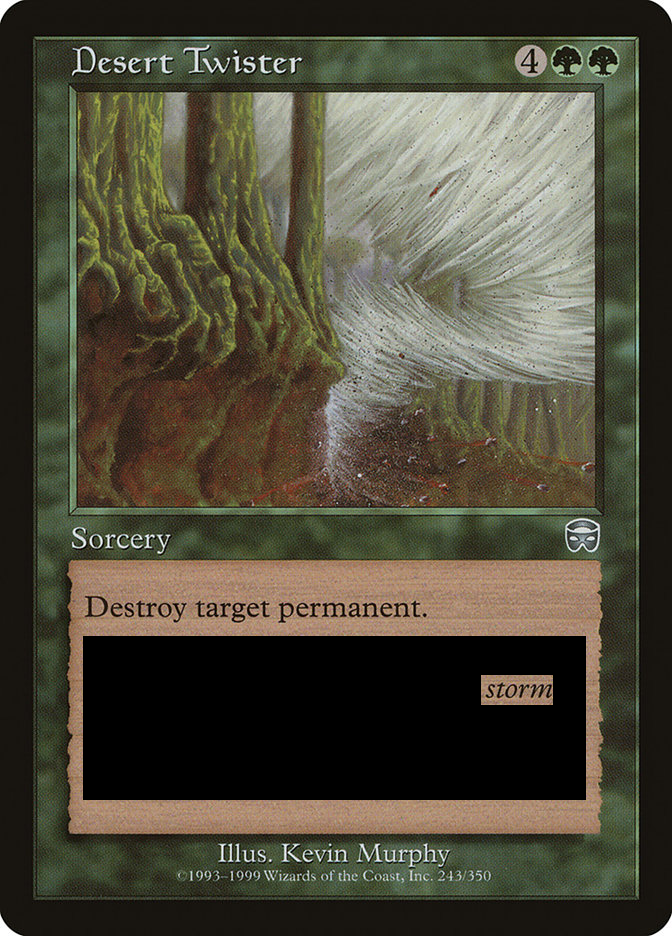 Desert Twister
4
Sorcery
Destroy target permanent.
storm
Illus. Kevin Murphy
©1993–1999 Wizards of the Coast, Inc. 243/350